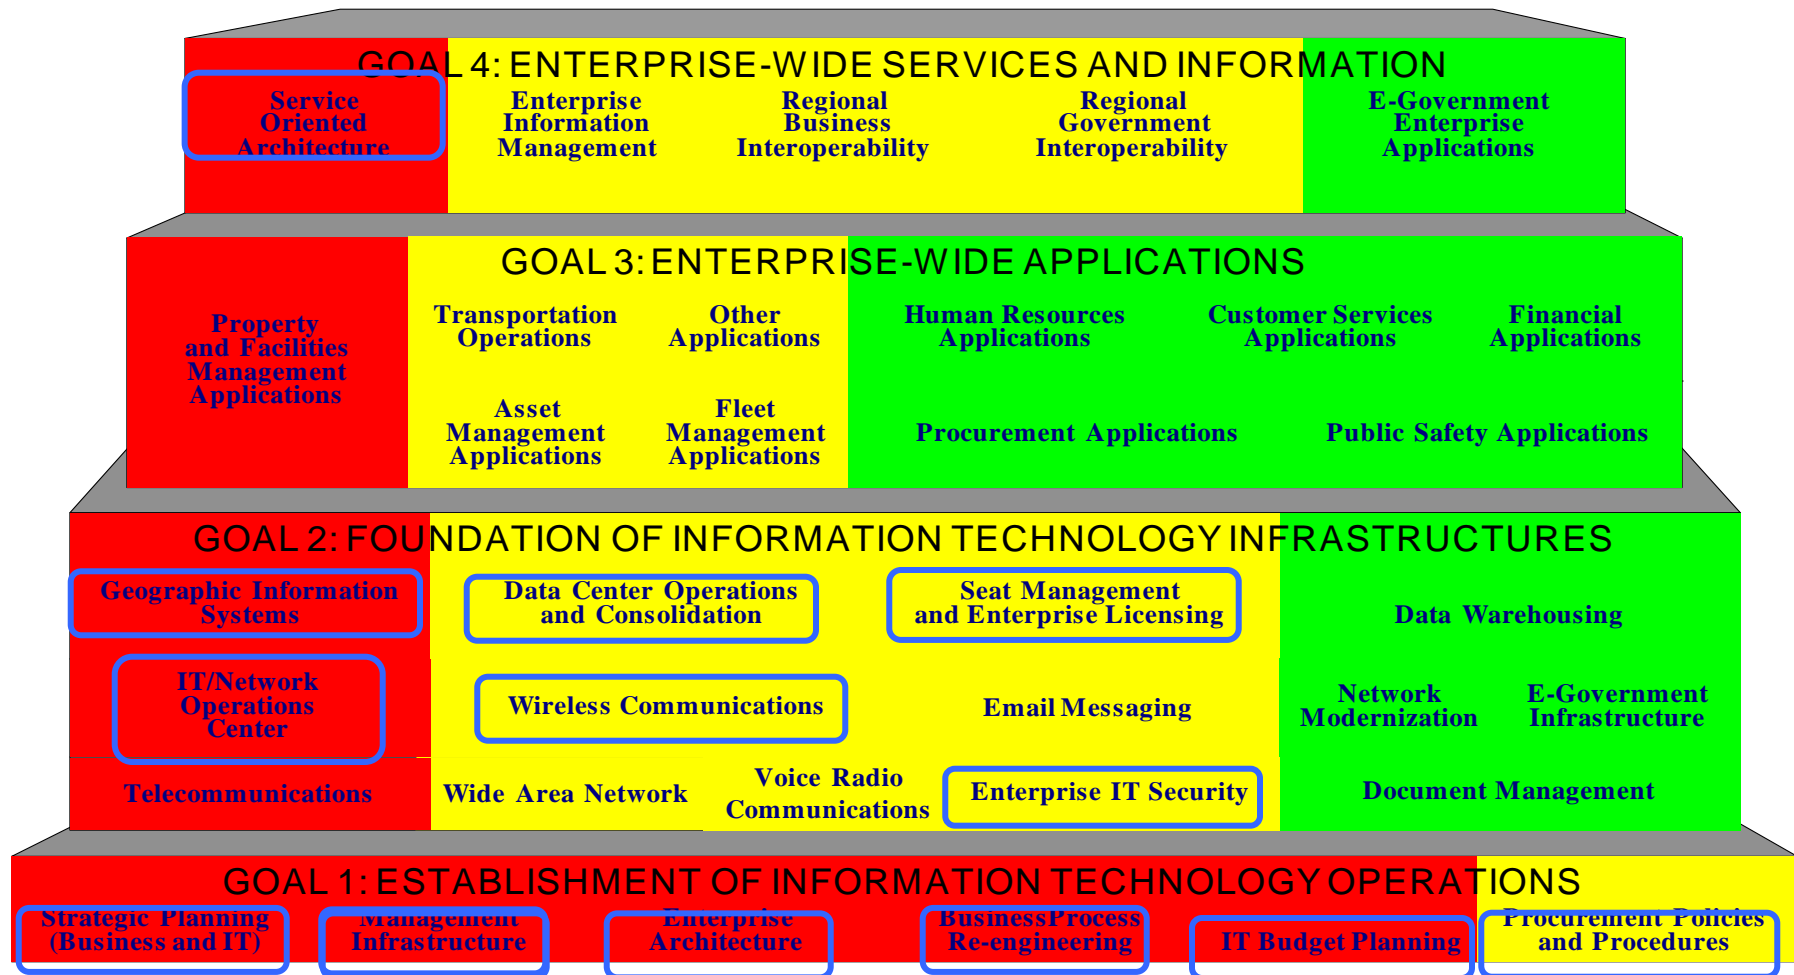 GOAL 4: ENTERPRISE-WIDE SERVICES AND INFORMATION
Service
Oriented
Architecture
Enterprise
Information
Management
Regional
Business
Interoperability
Regional
Government
Interoperability
E-Government
Enterprise
Applications
GOAL 3: ENTERPRISE-WIDE APPLICATIONS
Property
and Facilities
Management
Applications
Transportation
Operations
Other
Applications
Human Resources
Applications
Customer Services
Applications
Financial
Applications
Asset
Management
Applications
Fleet
Management
Applications
Procurement Applications
Public Safety Applications
GOAL 2: FOUNDATION OF INFORMATION TECHNOLOGY INFRASTRUCTURES
Geographic Information
Systems
Data Center Operations
and Consolidation
Seat Management
and Enterprise Licensing
Data Warehousing
IT/Network
Operations
Center
Wireless Communications
Email Messaging
Network
Modernization
E-Government
Infrastructure
Telecommunications
Wide Area Network
Voice Radio
Communications
Enterprise IT Security
Document Management
GOAL 1: ESTABLISHMENT OF INFORMATION TECHNOLOGY OPERATIONS
Strategic Planning
(Business and IT)
Management
Infrastructure
Enterprise
Architecture
Business Process
Re-engineering
IT Budget Planning
Procurement Policies
and Procedures